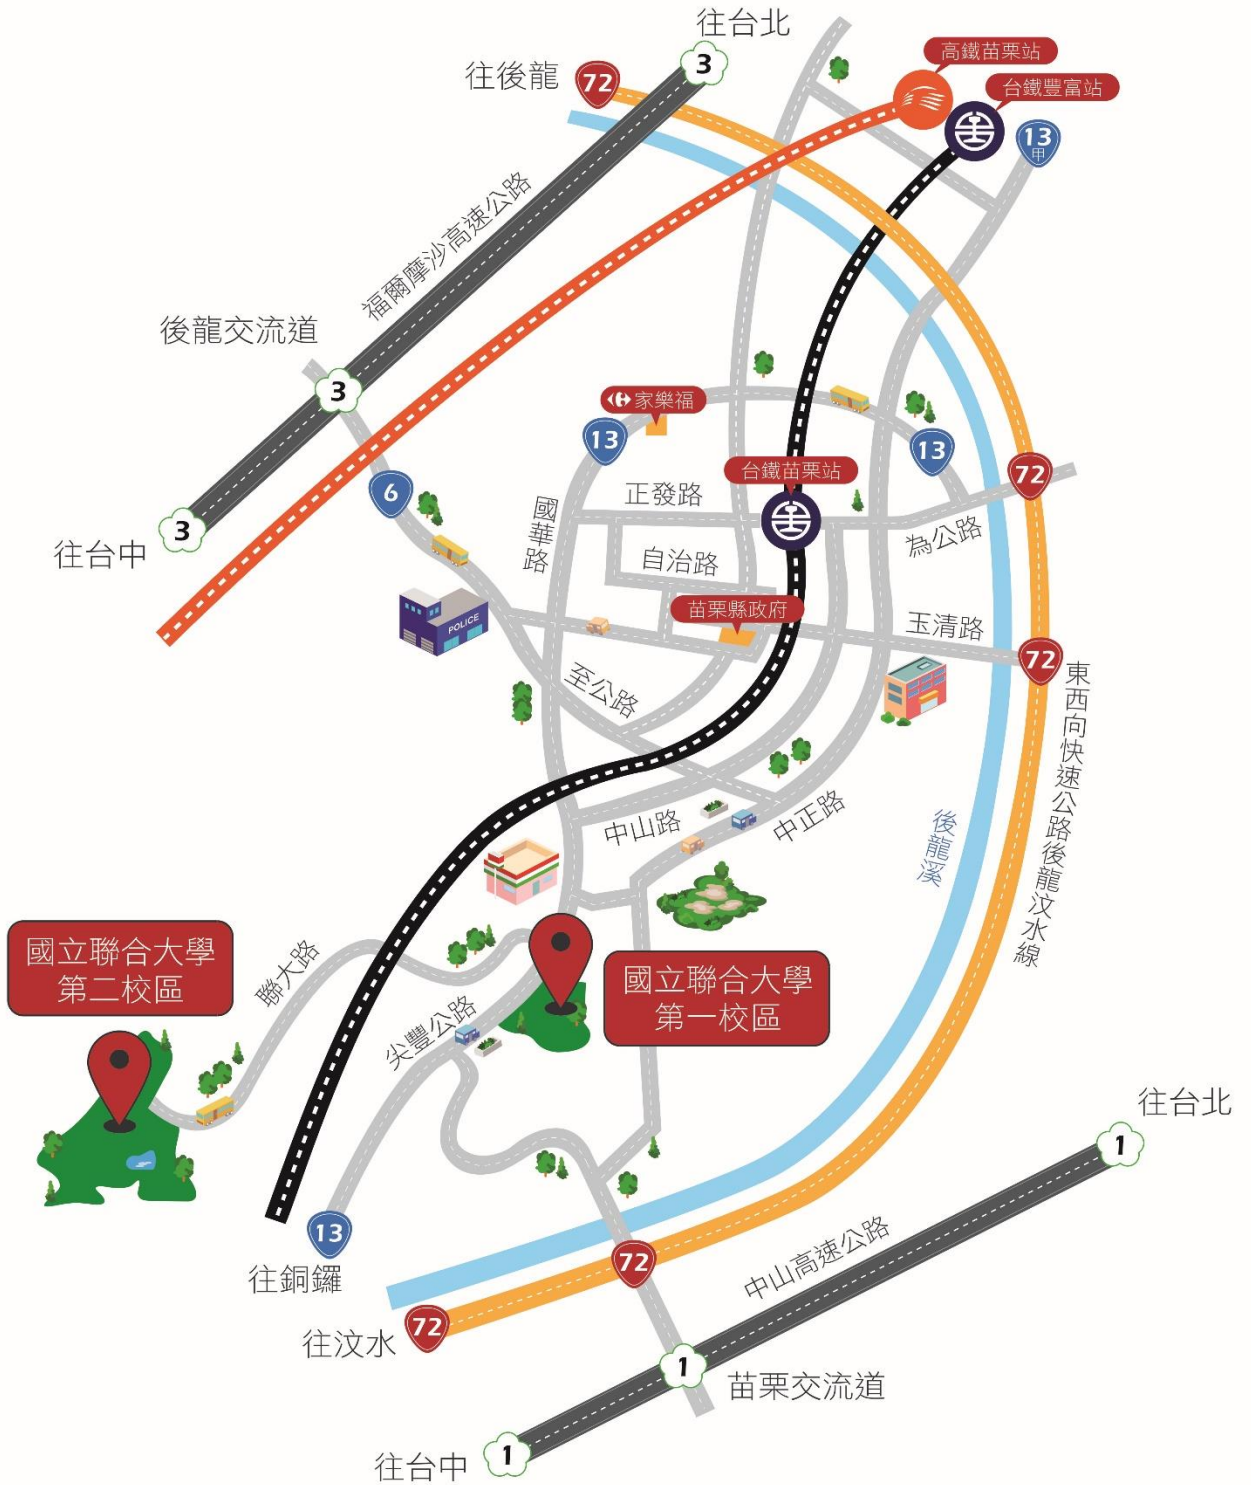 往台北
3
高鐵苗栗站
往後龍
72
台鐵豐富站
13
甲
福爾摩沙高速公路
後龍交流道
3
家樂福
13
13
台鐵苗栗站
72
6
正發路
國華路
3
往台中
為公路
自治路
苗栗縣政府
玉清路
POLICE
72
至公路
東西向快速公路後龍汶水線
中山路
中正路
後龍溪
國立聯合大學
第二校區
聯大路
國立聯合大學
第一校區
尖豐公路
往台北
1
13
往銅鑼
72
中山高速公路
72
往汶水
1
苗栗交流道
1
往台中